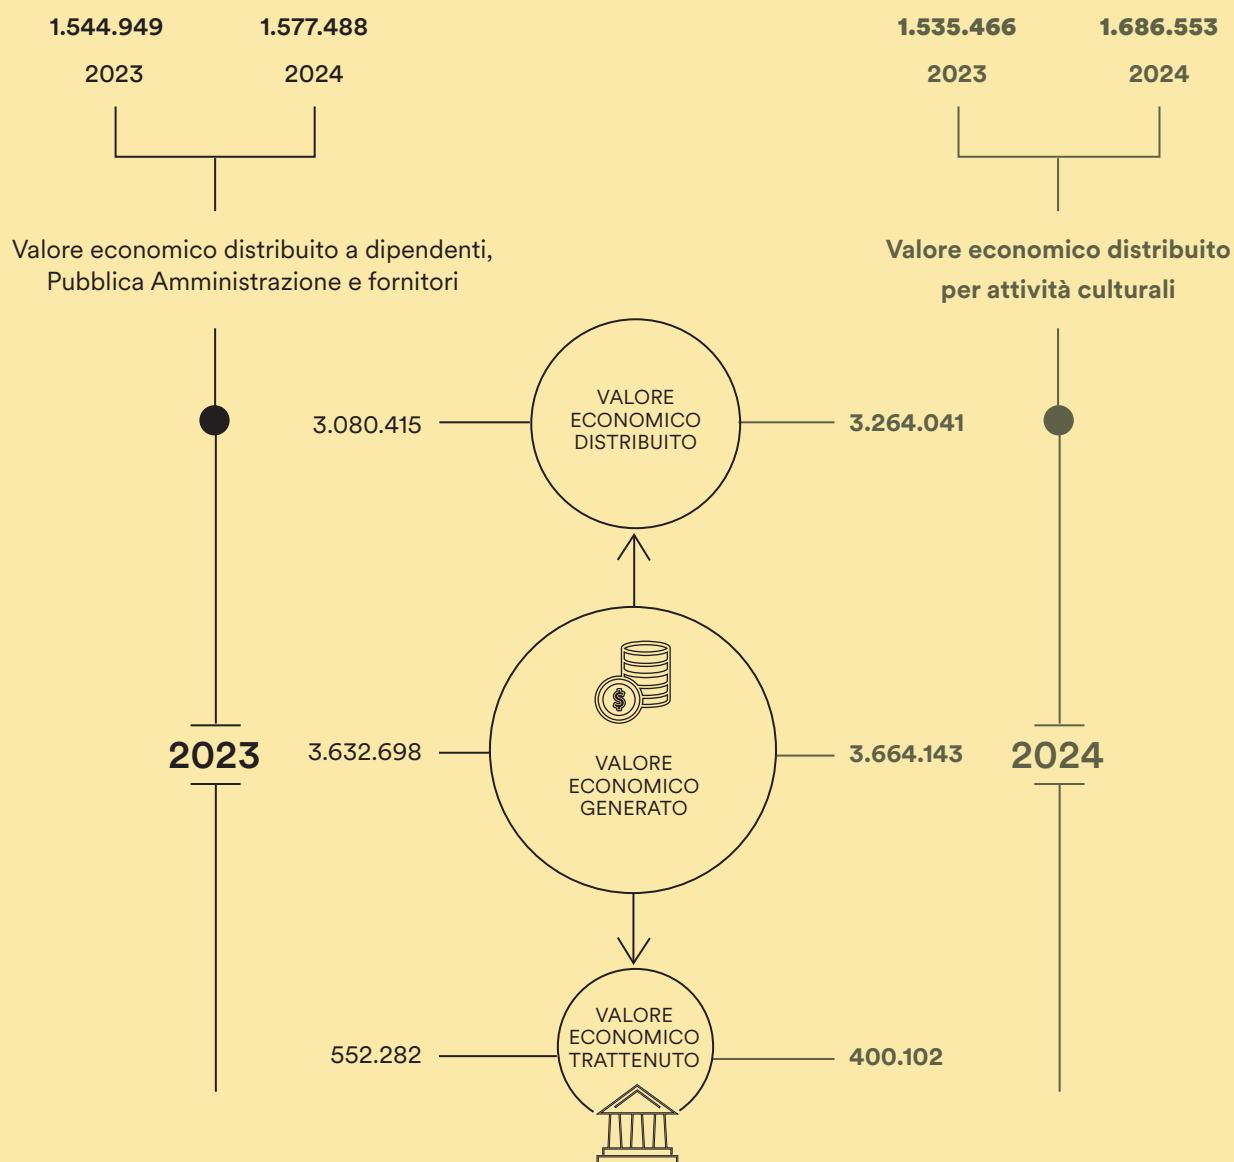 1.544.949 1.577.488
2023 2024
1.535.466 1.686.553
2023 2024
Valore economico distribuito a dipendenti,
Pubblica Amministrazione e fornitori
Valore economico distribuito
per attività culturali
VALORE
ECONOMICO
DISTRIBUITO
3.080.415
3.264.041
$
2023
3.632.698
VALORE
ECONOMICO
GENERATO
3.664.143
2024
VALORE
ECONOMICO
TRATTENUTO
552.282
400.102